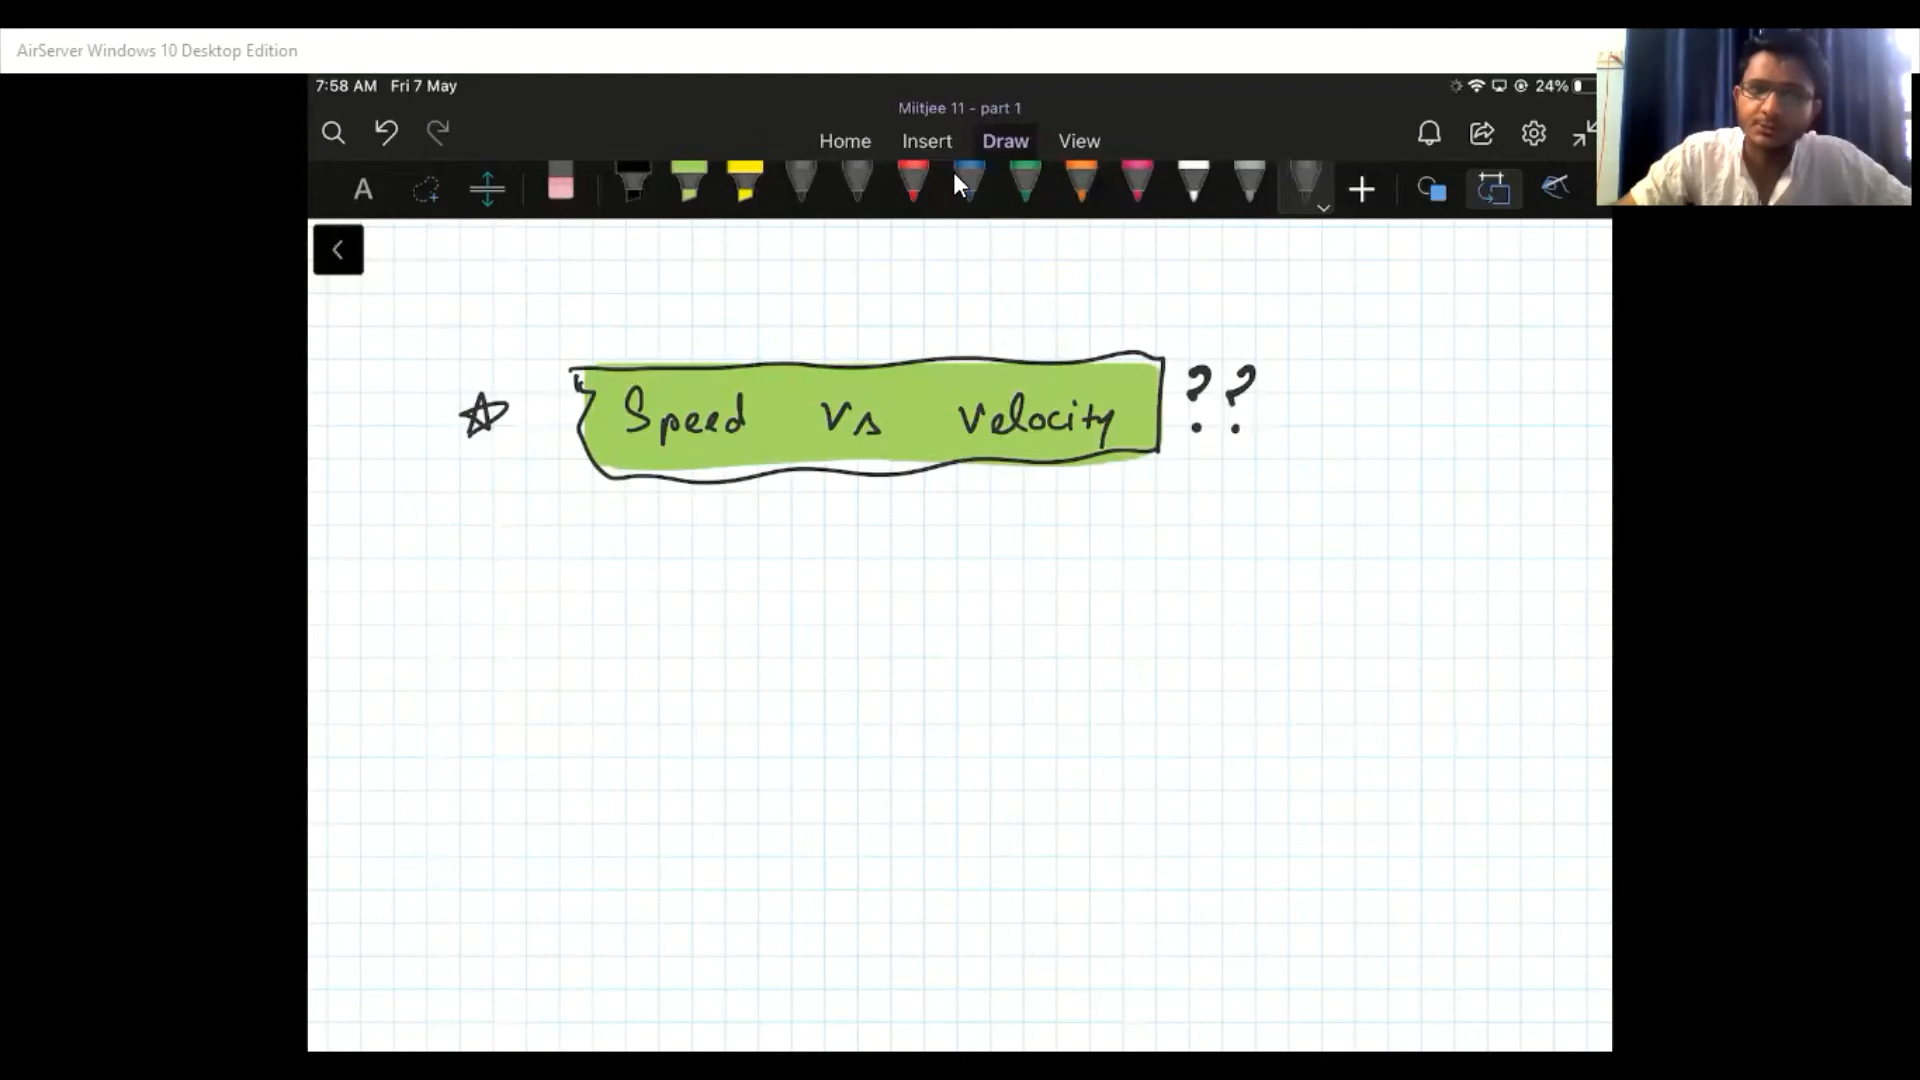 AirServer Windows 10 Desktop Edition
7:58 AM Fri 7 May
24%
Miitjee 11 - part 1
Home Insert Draw View
A
Speed Vs Velocity ??